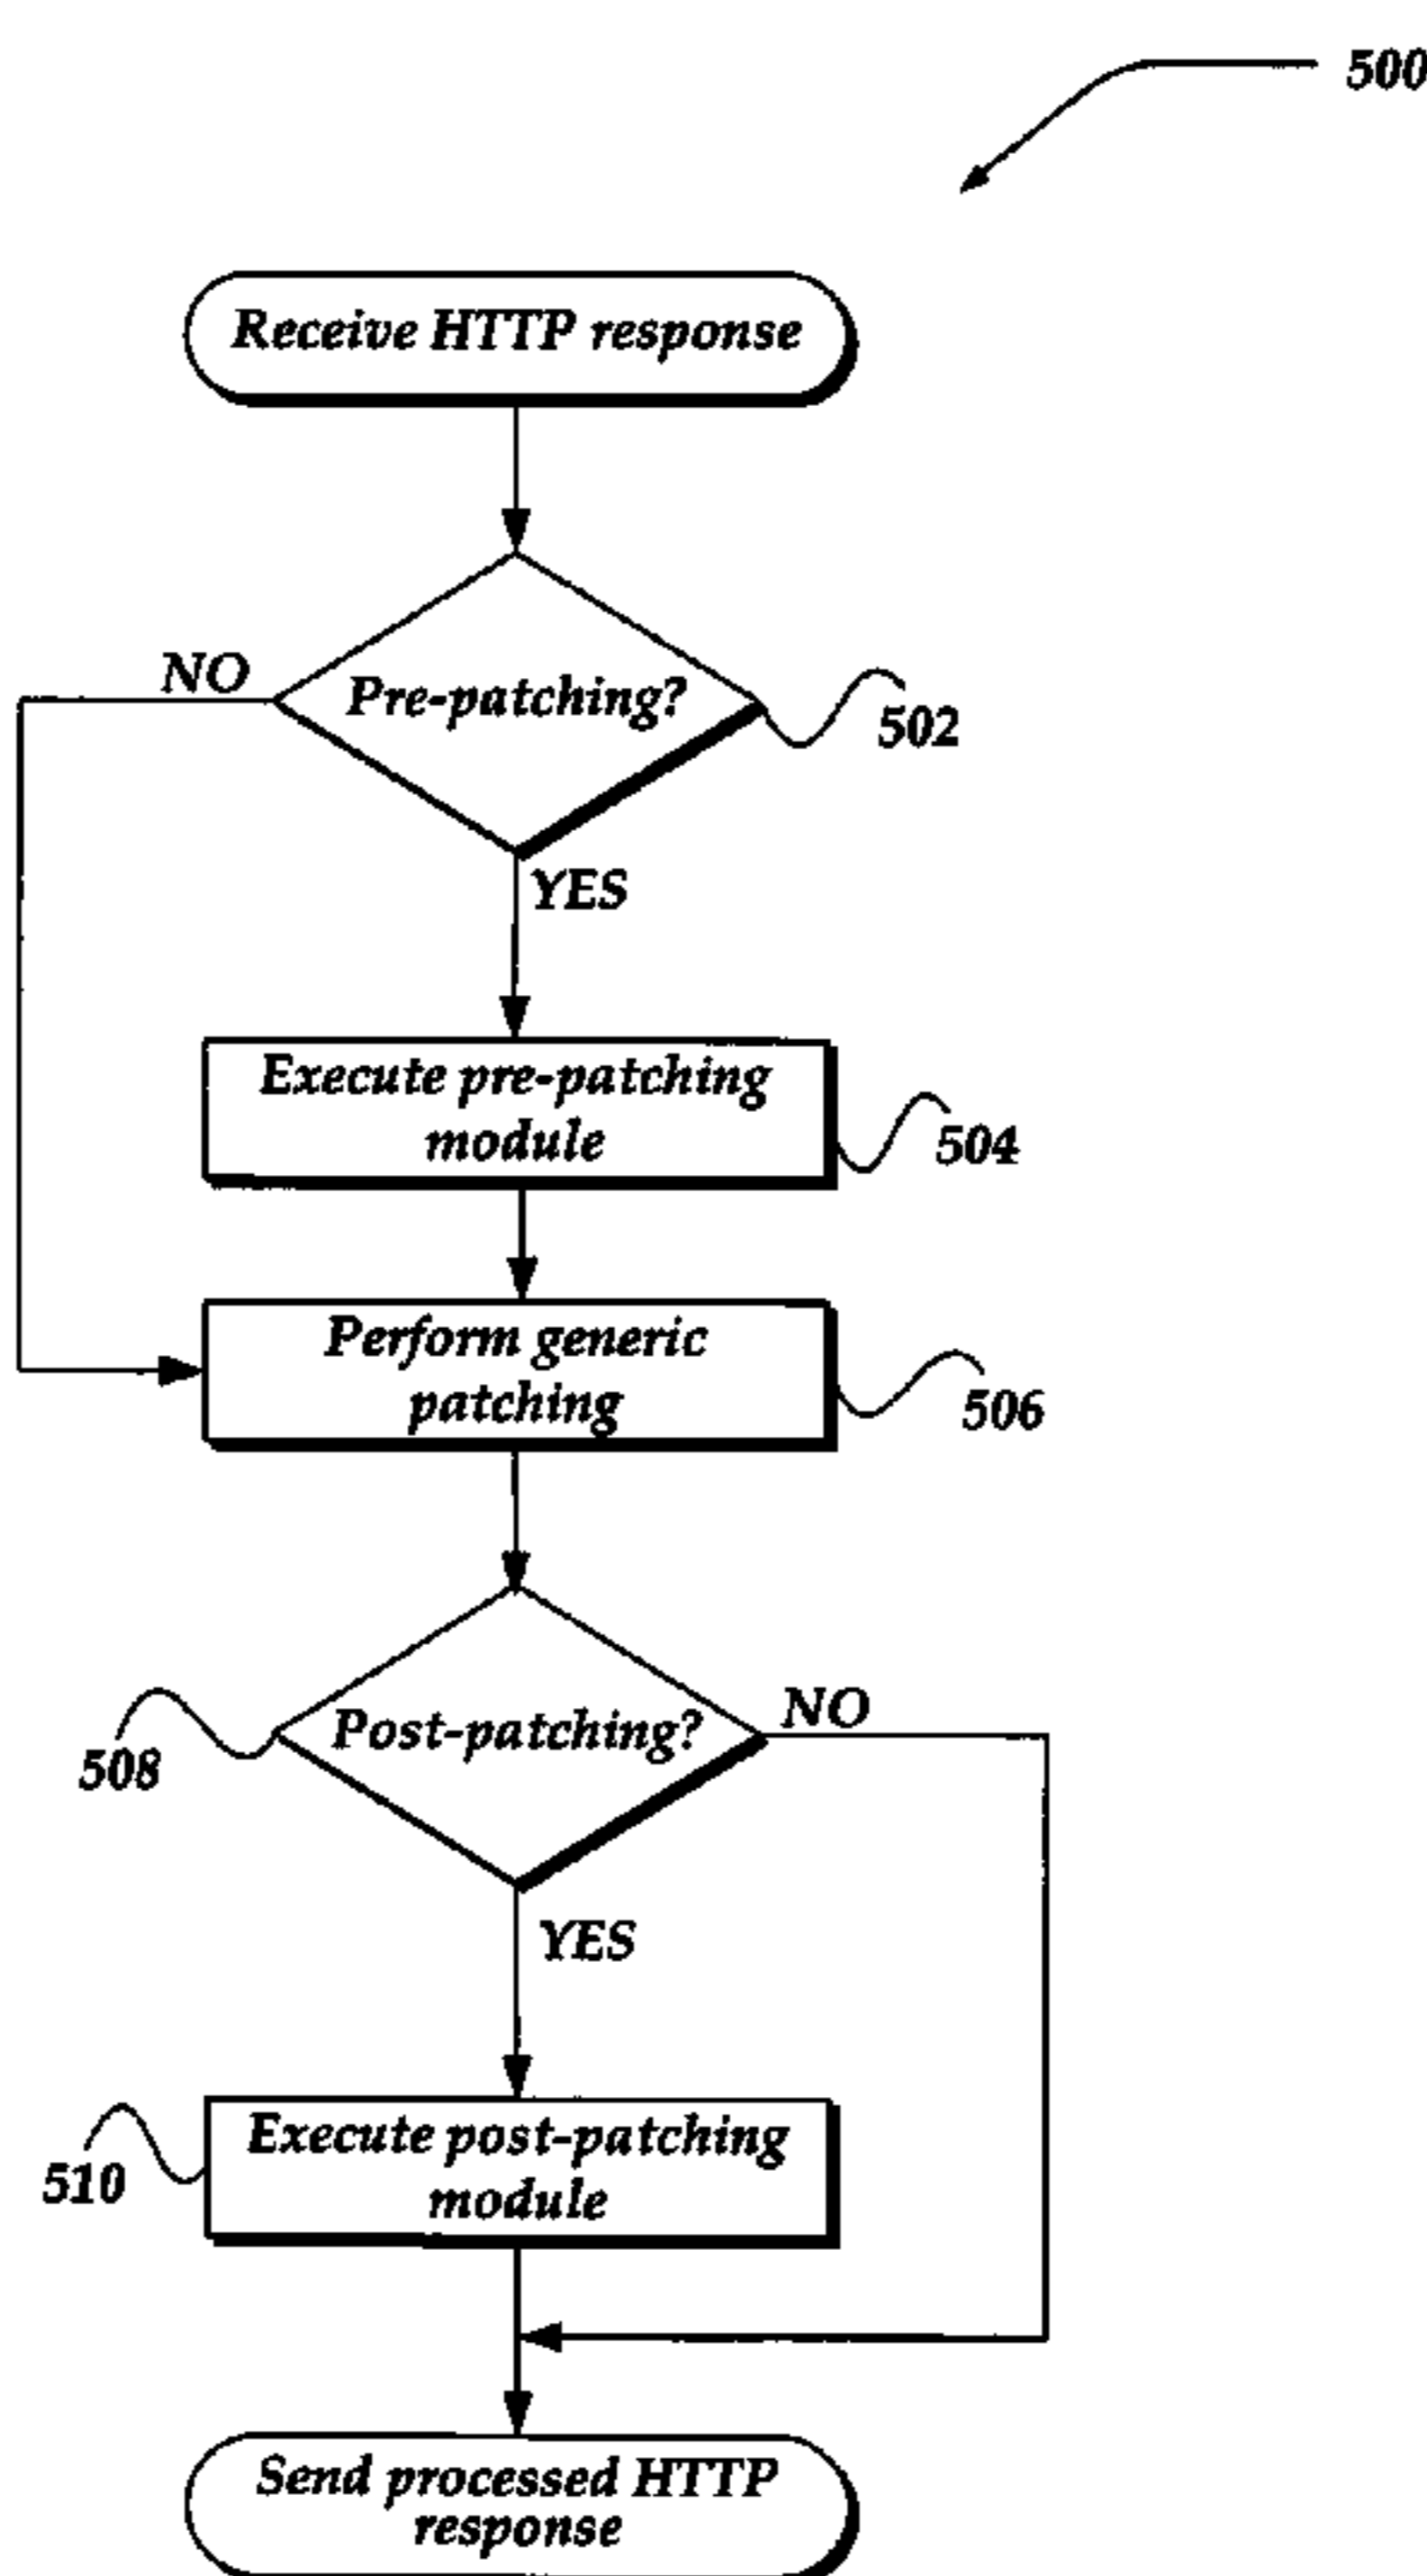 500
Receive HTTP response
NO
Pre-patching?
502
YES
Execute pre-patching
module
504
Perform generic
patching
506
Post-patching?
NO
508
YES
Execute post-patching
module
510
Send processed HTTP
response